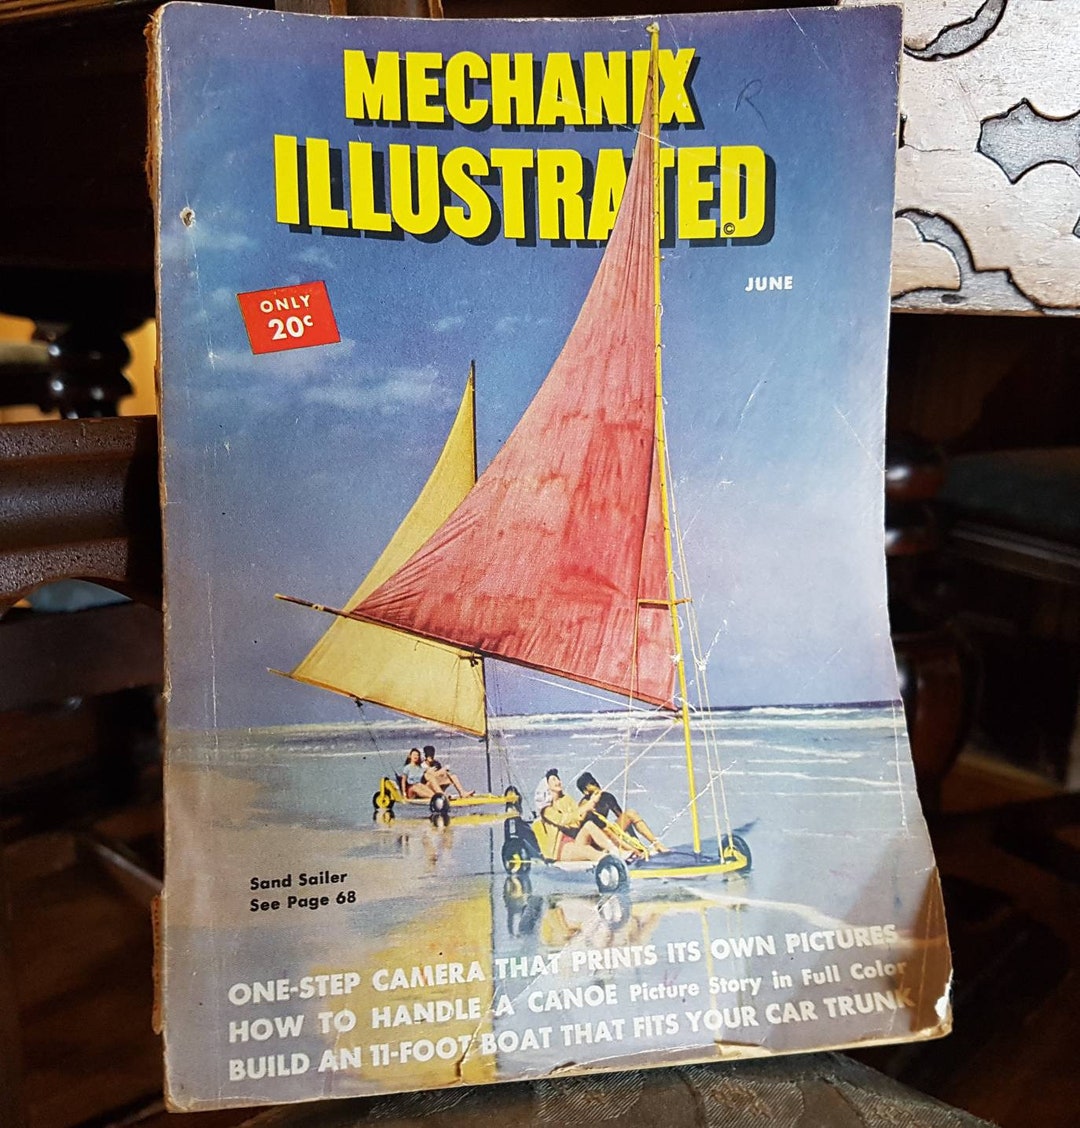 MECHANIX
ILLUSTRATED
©
R
JUNE
ONLY
20¢
Sand Sailer
See Page 68
ONE-STEP CAMERA THAT PRINTS ITS OWN PICTURES
HOW TO HANDLE A CANOE Picture Story in Full Color
BUILD AN 11-FOOT BOAT THAT FITS YOUR CAR TRUNK